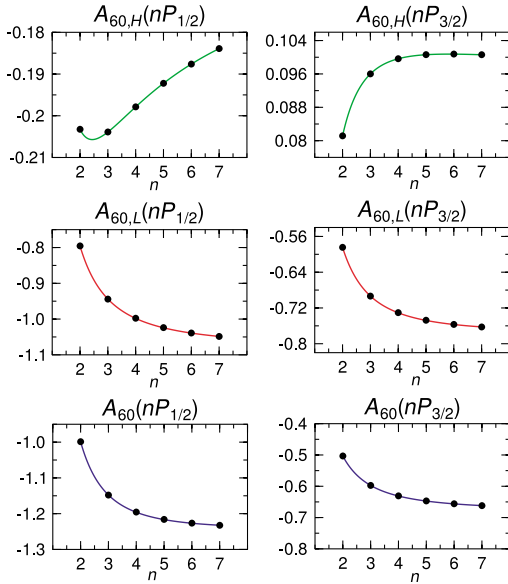 A60,H(nP1/2)
-0.18
-0.19
-0.2
-0.21
2 3 4 5 6 7
n
A60,H(nP3/2)
0.104
0.096
0.088
0.08
2 3 4 5 6 7
n
A60,L(nP1/2)
-0.8
-0.9
-1.0
-1.1
2 3 4 5 6 7
n
A60,L(nP3/2)
-0.56
-0.64
-0.72
-0.8
2 3 4 5 6 7
n
A60(nP1/2)
-1.0
-1.1
-1.2
-1.3
2 3 4 5 6 7
n
A60(nP3/2)
-0.4
-0.5
-0.6
-0.7
-0.8
2 3 4 5 6 7
n